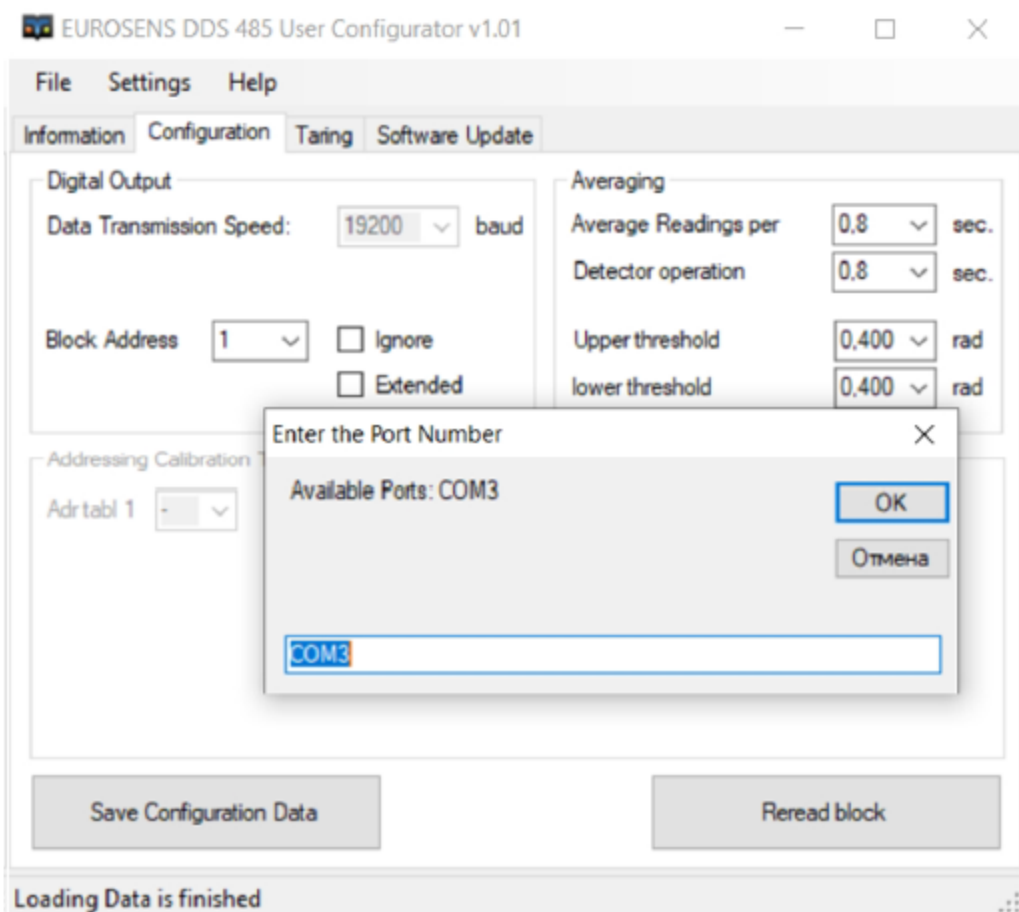 EUROSENS DDS 485 User Configurator v1.01
File Settings Help
Information Configuration Taring Software Update
Digital Output
Data Transmission Speed: 19200 baud
Block Address 1 Ignore
Extended
Averaging
Average Readings per 0,8 sec.
Detector operation 0,8 sec.
Upper threshold 0,400 rad
lower threshold 0,400 rad
Addressing Calibration
Adr tabl 1 -
Enter the Port Number
Available Ports: COM3
OK
Отмена
COM3
Save Configuration Data Reread block
Loading Data is finished